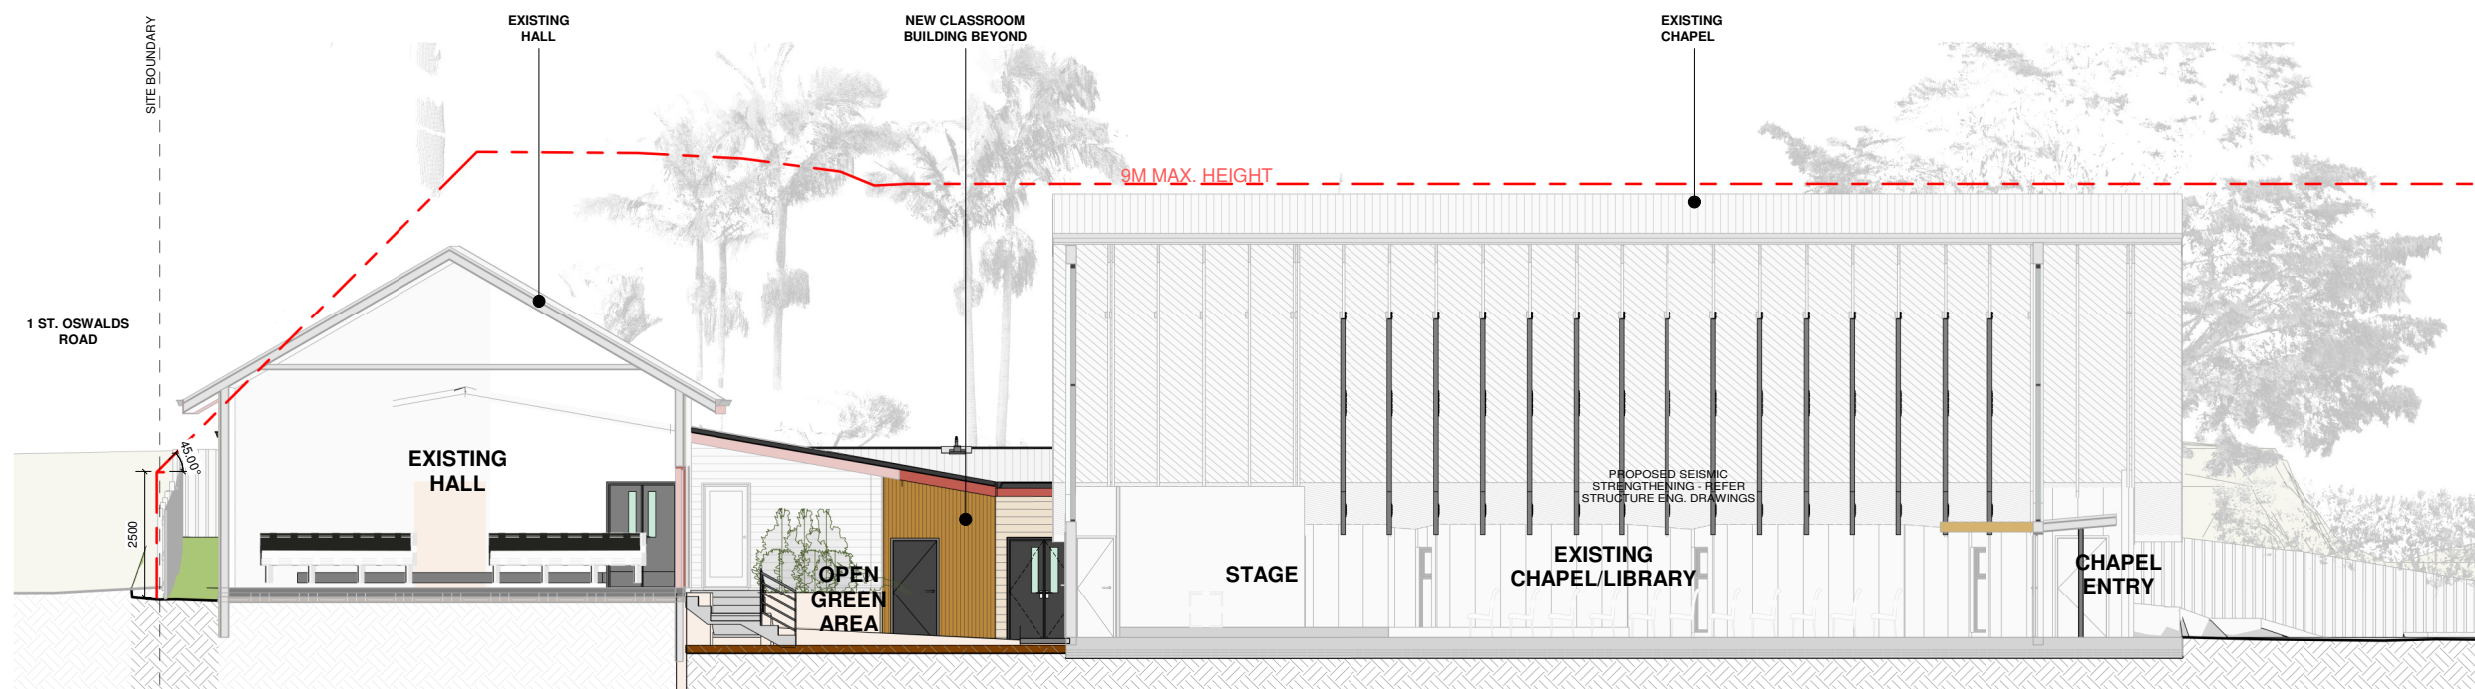 EXISTING
HALL
NEW CLASSROOM
BUILDING BEYOND
EXISTING
CHAPEL
SITE BOUNDARY
9M MAX. HEIGHT
1 ST. OSWALDS
ROAD
45.00°
2500
EXISTING
HALL
OPEN
GREEN
AREA
STAGE
PROPOSED SEISMIC
STRENGTHENING - REFER
STRUCTURE ENG. DRAWINGS
EXISTING
CHAPEL/LIBRARY
CHAPEL
ENTRY